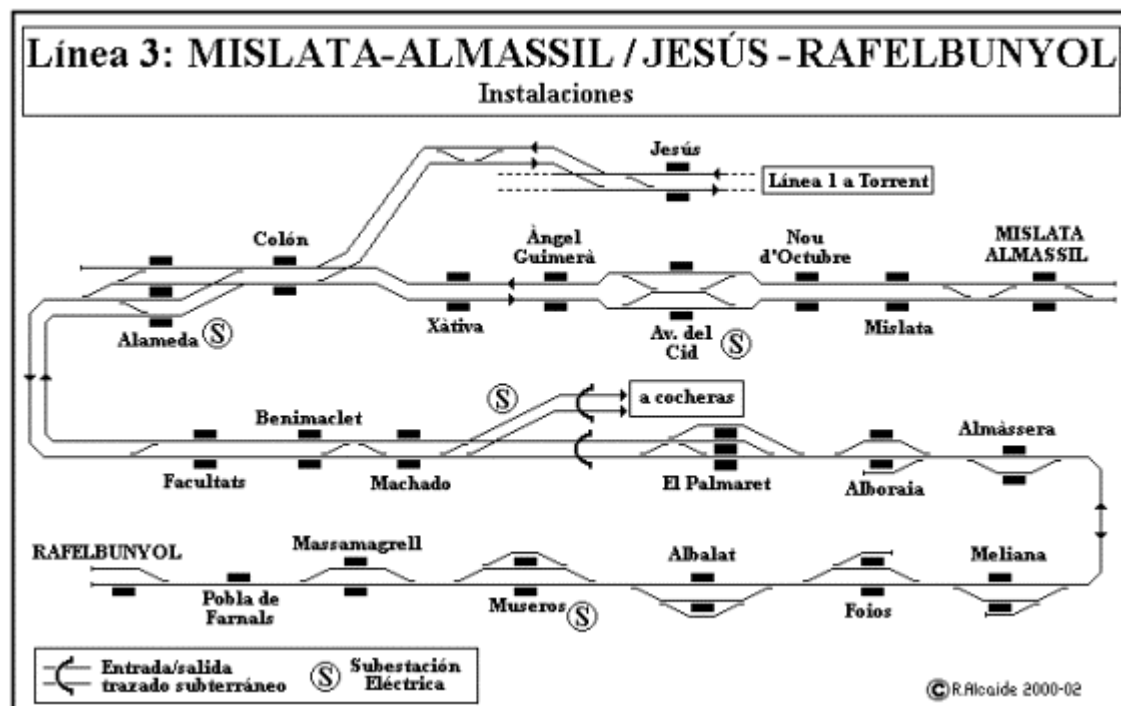 Línea 3: MISLATA-ALMASSIL / JESÚS - RAFELBUNYOL
Instalaciones
Jesús
Línea 1 a Torrent
Colón
Àngel
Guimerà
Nou
d'Octubre
MISLATA
ALMASSIL
Alameda
S
Xàtiva
Av. del
Cid
S
Mislata
S
a cocheras
Benimaclet
Almàssera
Facultats
Machado
El Palmaret
Alboraia
RAFELBUNYOL
Massamagrell
Albalat
Meliana
Pobla de
Farnals
Museros
S
Foios
Entrada/salida
trazado subterráneo
S
Subestación
Eléctrica
© R.Alcaide 2000-02